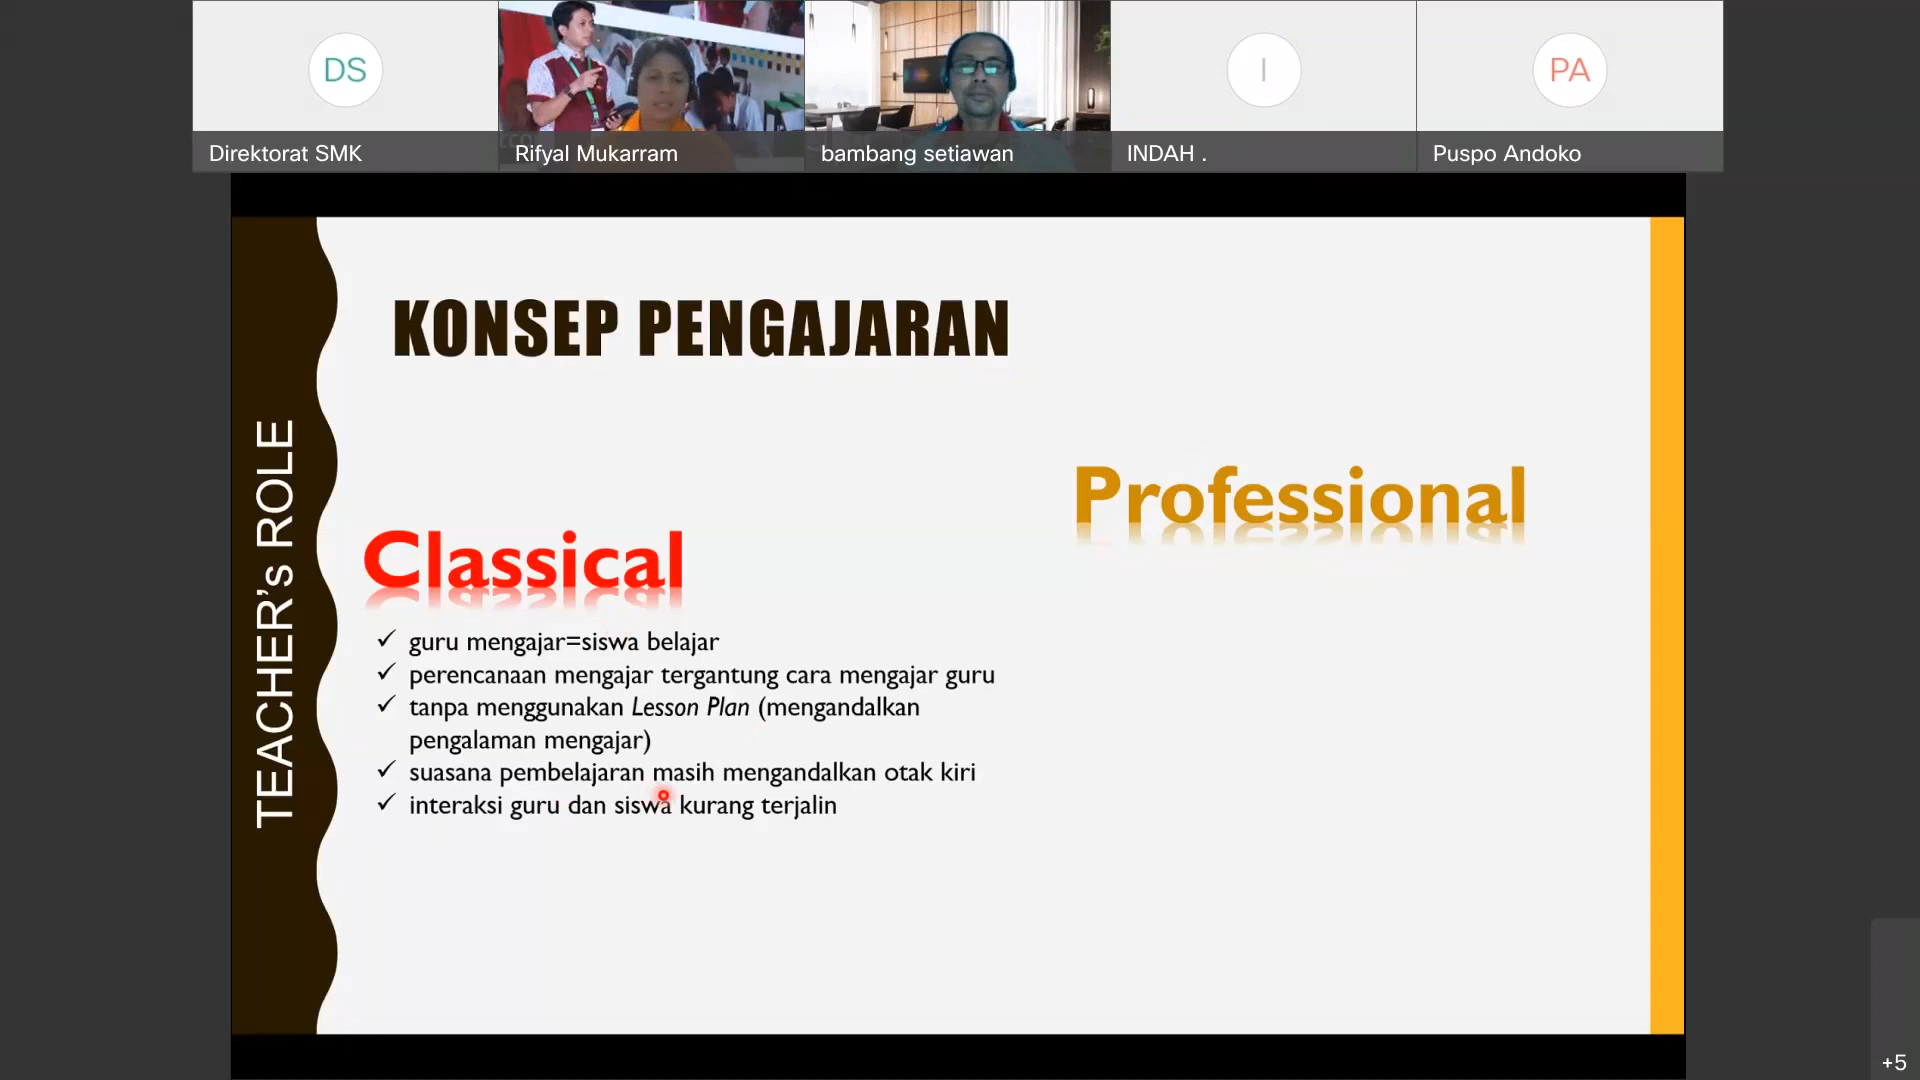 DS
I
PA
Direktorat SMK
Rifyal Mukarram
bambang setiawan
INDAH .
Puspo Andoko
KONSEP PENGAJARAN
TEACHER's ROLE
Professional
Classical
✓ guru mengajar=siswa belajar
✓ perencanaan mengajar tergantung cara mengajar guru
✓ tanpa menggunakan Lesson Plan (mengandalkan
pengalaman mengajar)
✓ suasana pembelajaran masih mengandalkan otak kiri
✓ interaksi guru dan siswa kurang terjalin
+5